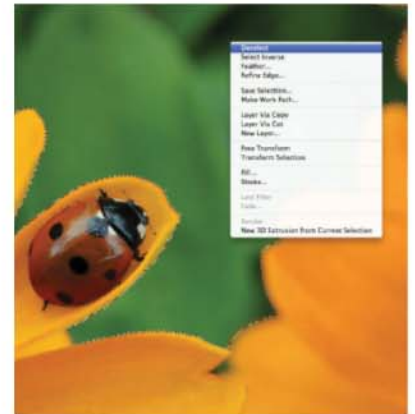 Deselect
Select Inverse
Feather...
Refine Edge...
Save Selection...
Make Work Path...
Layer Via Copy
Layer Via Cut
New Layer...
Free Transform
Transform Selection
Fill...
Stroke...
Last Filter
Fade...
Render
New 3D Extrusion from Current Selection